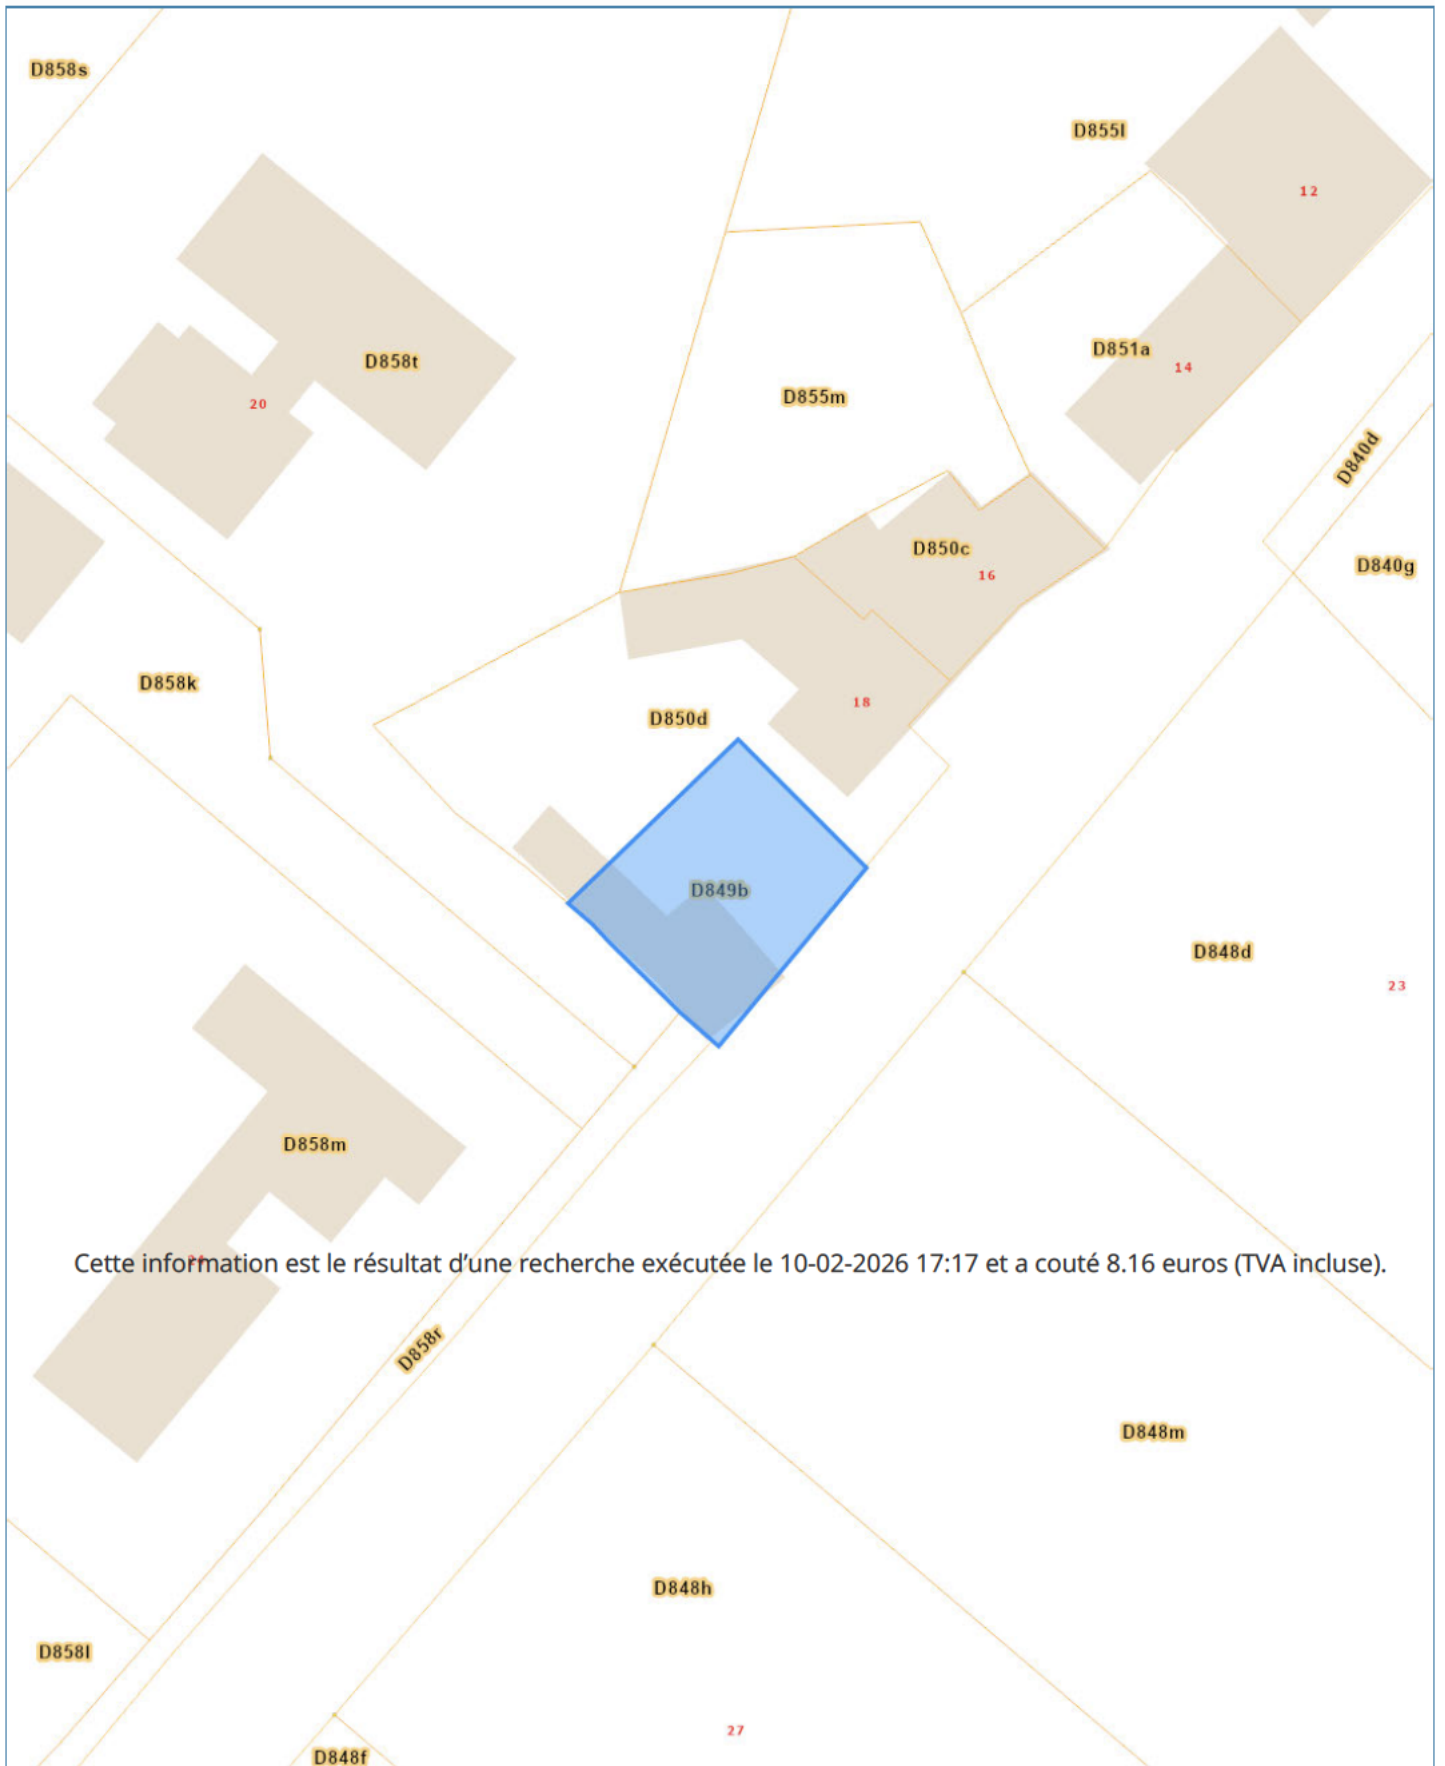 D858s
D855l
12
D858t
D851a
14
20
D855m
D840d
D850c
D840g
16
D858k
18
D850d
D849b
D848d
23
D858m
Cette information est le résultat d’une recherche exécutée le 10-02-2026 17:17 et a couté 8.16 euros (TVA incluse).
D858r
D848m
D848h
D858l
27
D848f